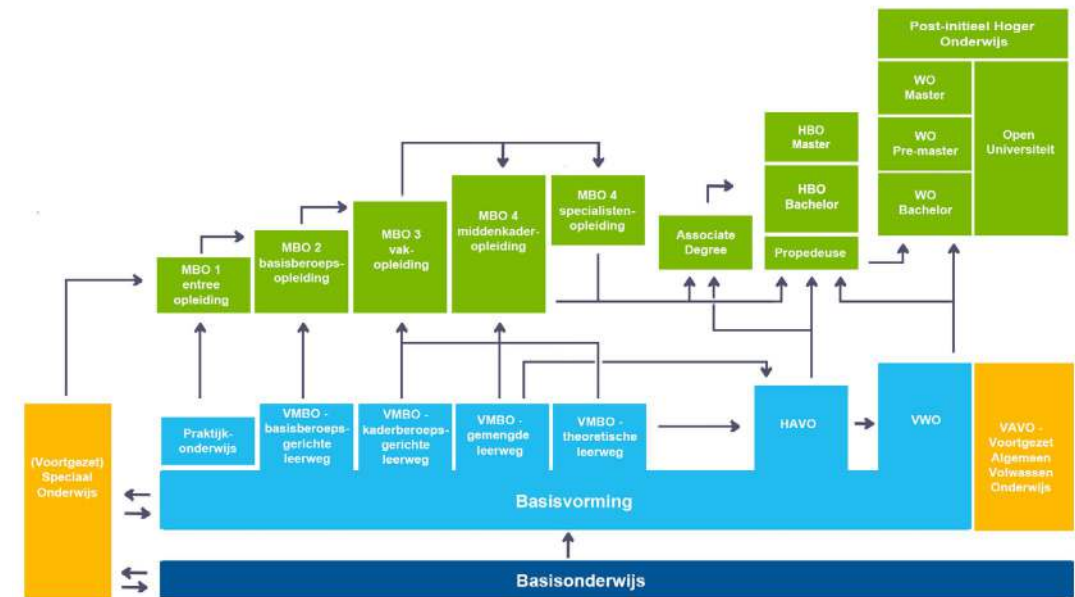 Post-initieel Hoger
Onderwijs
WO
Master
WO
Pre-master
WO
Bachelor
Open
Universiteit
HBO
Master
HBO
Bachelor
Propedeuse
Associate
Degree
MBO 4
specialisten-
opleiding
MBO 4
middenkader-
opleiding
MBO 3
vak-
opleiding
MBO 2
basisberoeps-
opleiding
MBO 1
entree
opleiding
(Voortgezet)
Speciaal
Onderwijs
Praktijk-
onderwijs
VMBO -
basisberoeps-
gerichte
leerweg
VMBO -
kaderberoeps-
gerichte
leerweg
VMBO -
gemengde
leerweg
VMBO -
theoretische
leerweg
HAVO
VWO
VAVO -
Voortgezet
Algemeen
Volwassen
Onderwijs
Basisvorming
Basisonderwijs